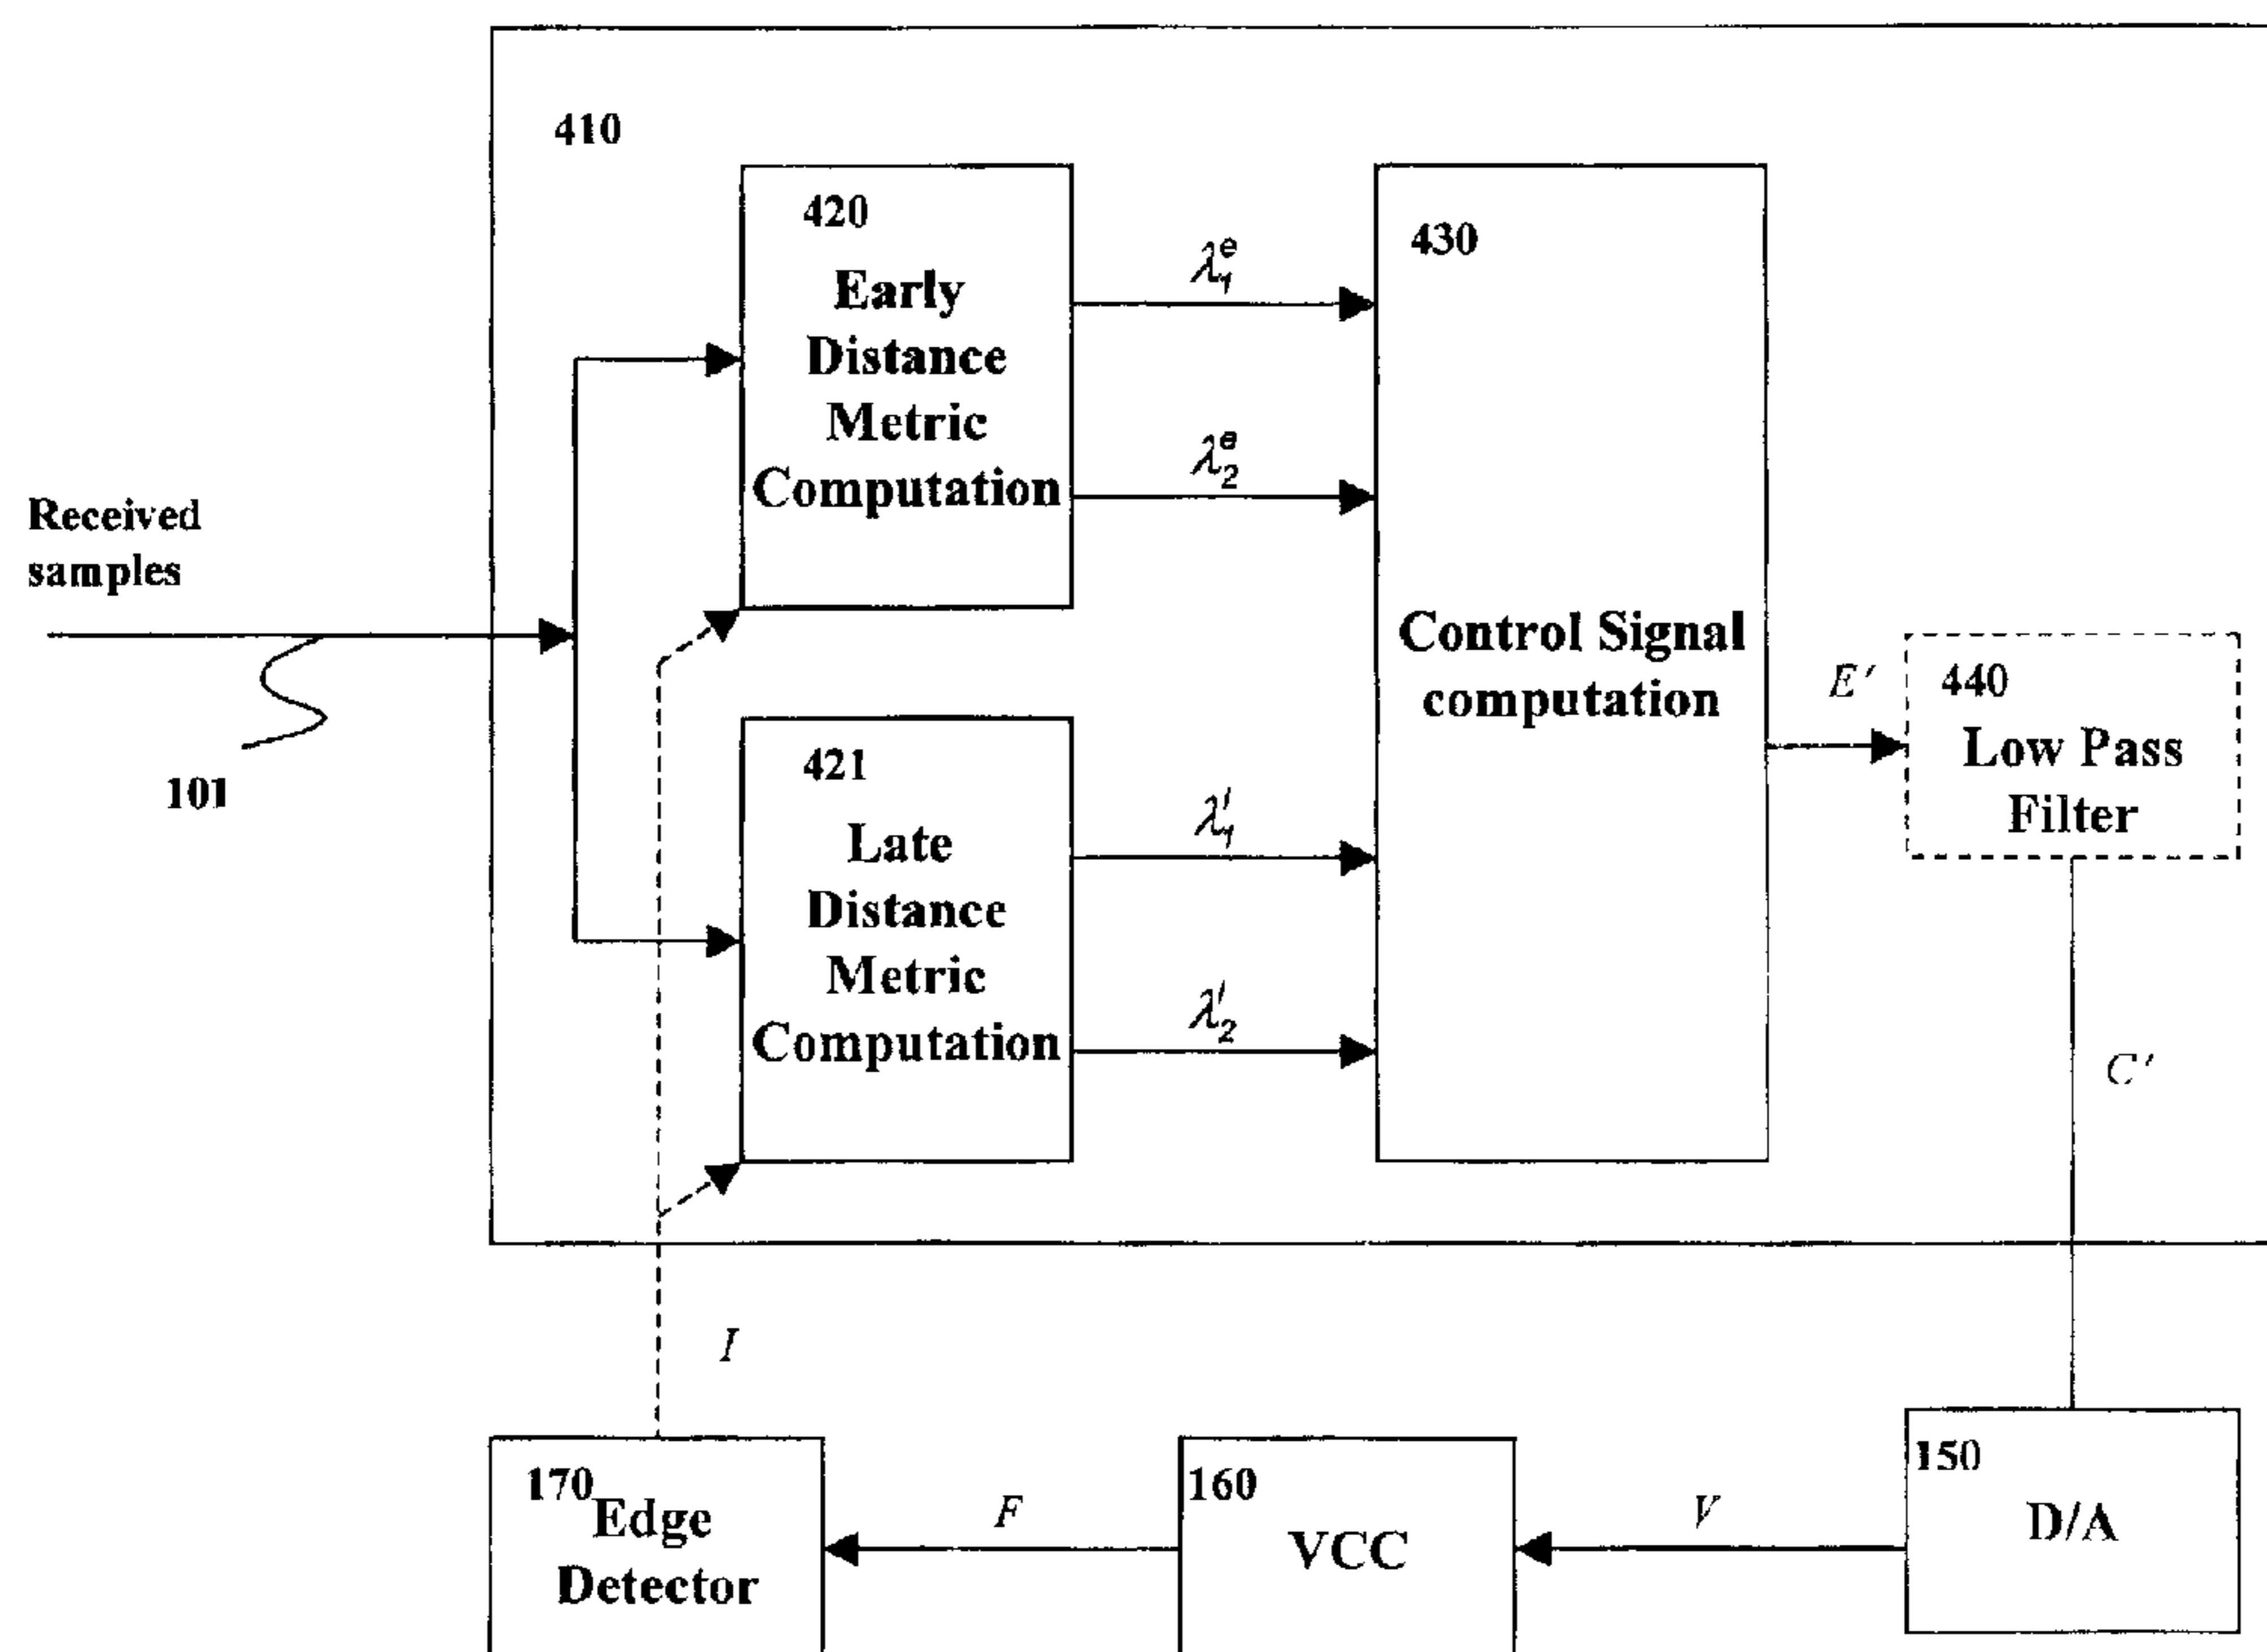 410
420
Early
Distance
Metric
Computation
λ₁ᵉ
λ₂ᵉ
430
Control Signal
computation
Received
samples
101
421
Late
Distance
Metric
Computation
λ₁ˡ
λ₂ˡ
E′
440
Low Pass
Filter
C′
I
170
Edge
Detector
F
160
VCC
V
150
D/A